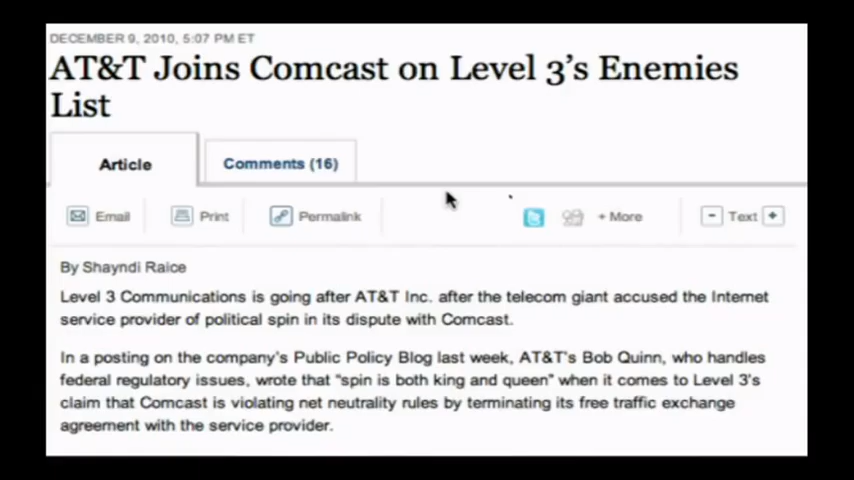 DECEMBER 9, 2010, 5:07 PM ET
AT&T Joins Comcast on Level 3's Enemies
List
Article
Comments (16)
Email
Print
Permalink
+ More
- Text +
By Shayndi Raice
Level 3 Communications is going after AT&T Inc. after the telecom giant accused the Internet
service provider of political spin in its dispute with Comcast.
In a posting on the company's Public Policy Blog last week, AT&T's Bob Quinn, who handles
federal regulatory issues, wrote that "spin is both king and queen" when it comes to Level 3's
claim that Comcast is violating net neutrality rules by terminating its free traffic exchange
agreement with the service provider.